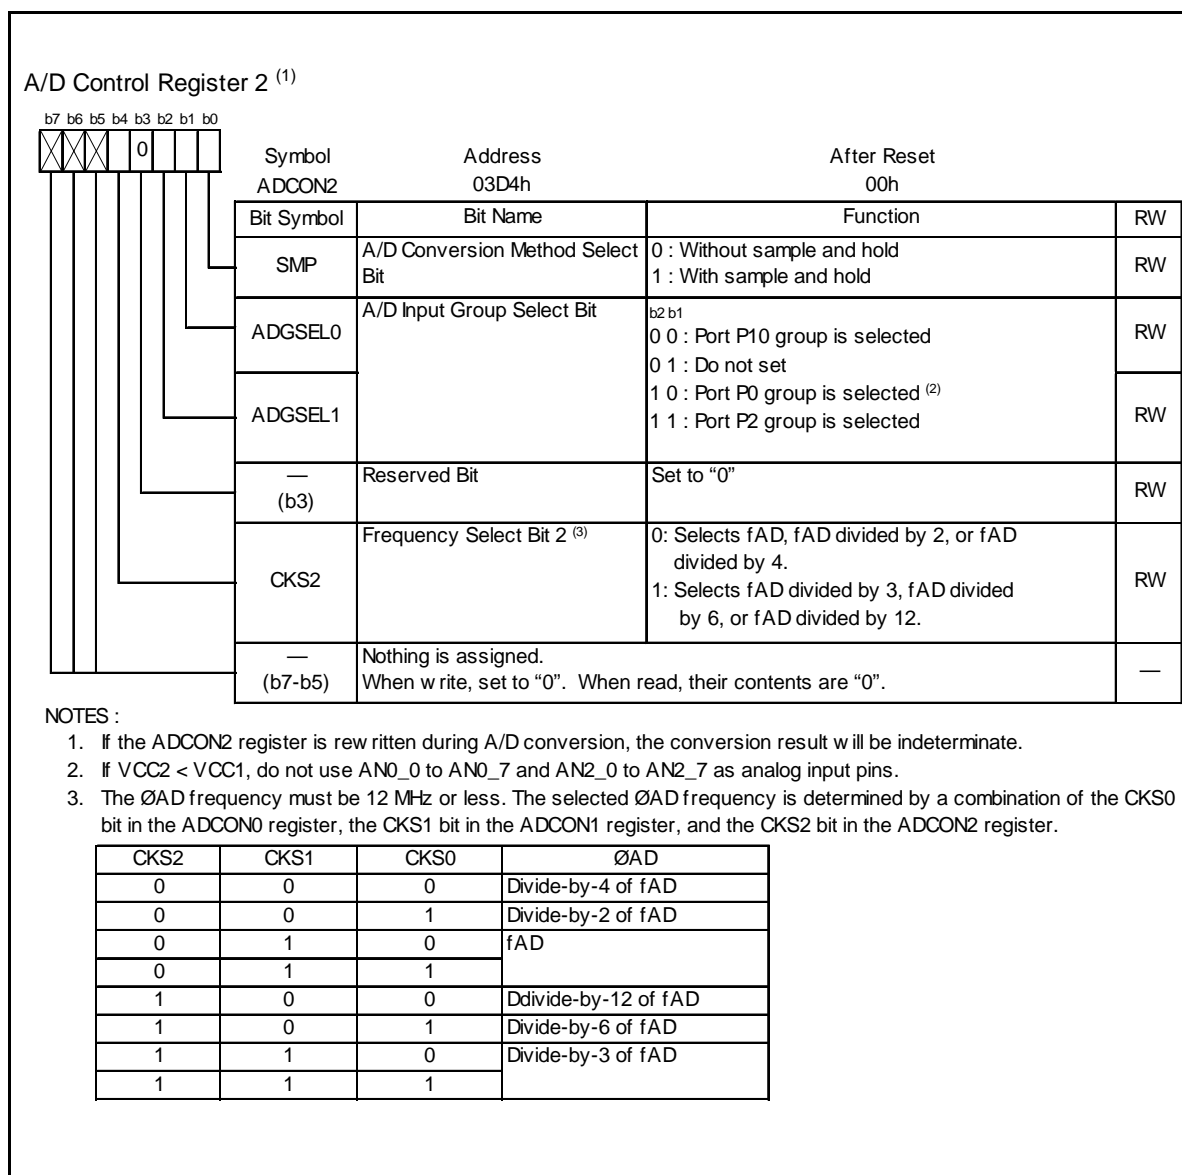 A/D Control Register 2 (1)
b7 b6 b5 b4 b3 b2 b1 b0
0
Symbol Address After Reset
ADCON2 03D4h 00h
Bit Symbol Bit Name Function RW
SMP A/D Conversion Method Select Bit 0 : Without sample and hold RW
1 : With sample and hold
ADGSEL0 A/D Input Group Select Bit b2 b1 RW
0 0 : Port P10 group is selected
0 1 : Do not set
ADGSEL1 1 0 : Port P0 group is selected (2) RW
1 1 : Port P2 group is selected
— (b3) Reserved Bit Set to “0” RW
CKS2 Frequency Select Bit 2 (3) 0: Selects fAD, fAD divided by 2, or fAD RW
divided by 4.
1: Selects fAD divided by 3, fAD divided
by 6, or fAD divided by 12.
— (b7-b5) Nothing is assigned. —
When write, set to “0”. When read, their contents are “0”.
NOTES :
1. If the ADCON2 register is rewritten during A/D conversion, the conversion result will be indeterminate.
2. If VCC2 < VCC1, do not use AN0_0 to AN0_7 and AN2_0 to AN2_7 as analog input pins.
3. The ØAD frequency must be 12 MHz or less. The selected ØAD frequency is determined by a combination of the CKS0
bit in the ADCON0 register, the CKS1 bit in the ADCON1 register, and the CKS2 bit in the ADCON2 register.
CKS2 CKS1 CKS0 ØAD
0 0 0 Divide-by-4 of fAD
0 0 1 Divide-by-2 of fAD
0 1 0 fAD
0 1 1
1 0 0 Ddivide-by-12 of fAD
1 0 1 Divide-by-6 of fAD
1 1 0 Divide-by-3 of fAD
1 1 1